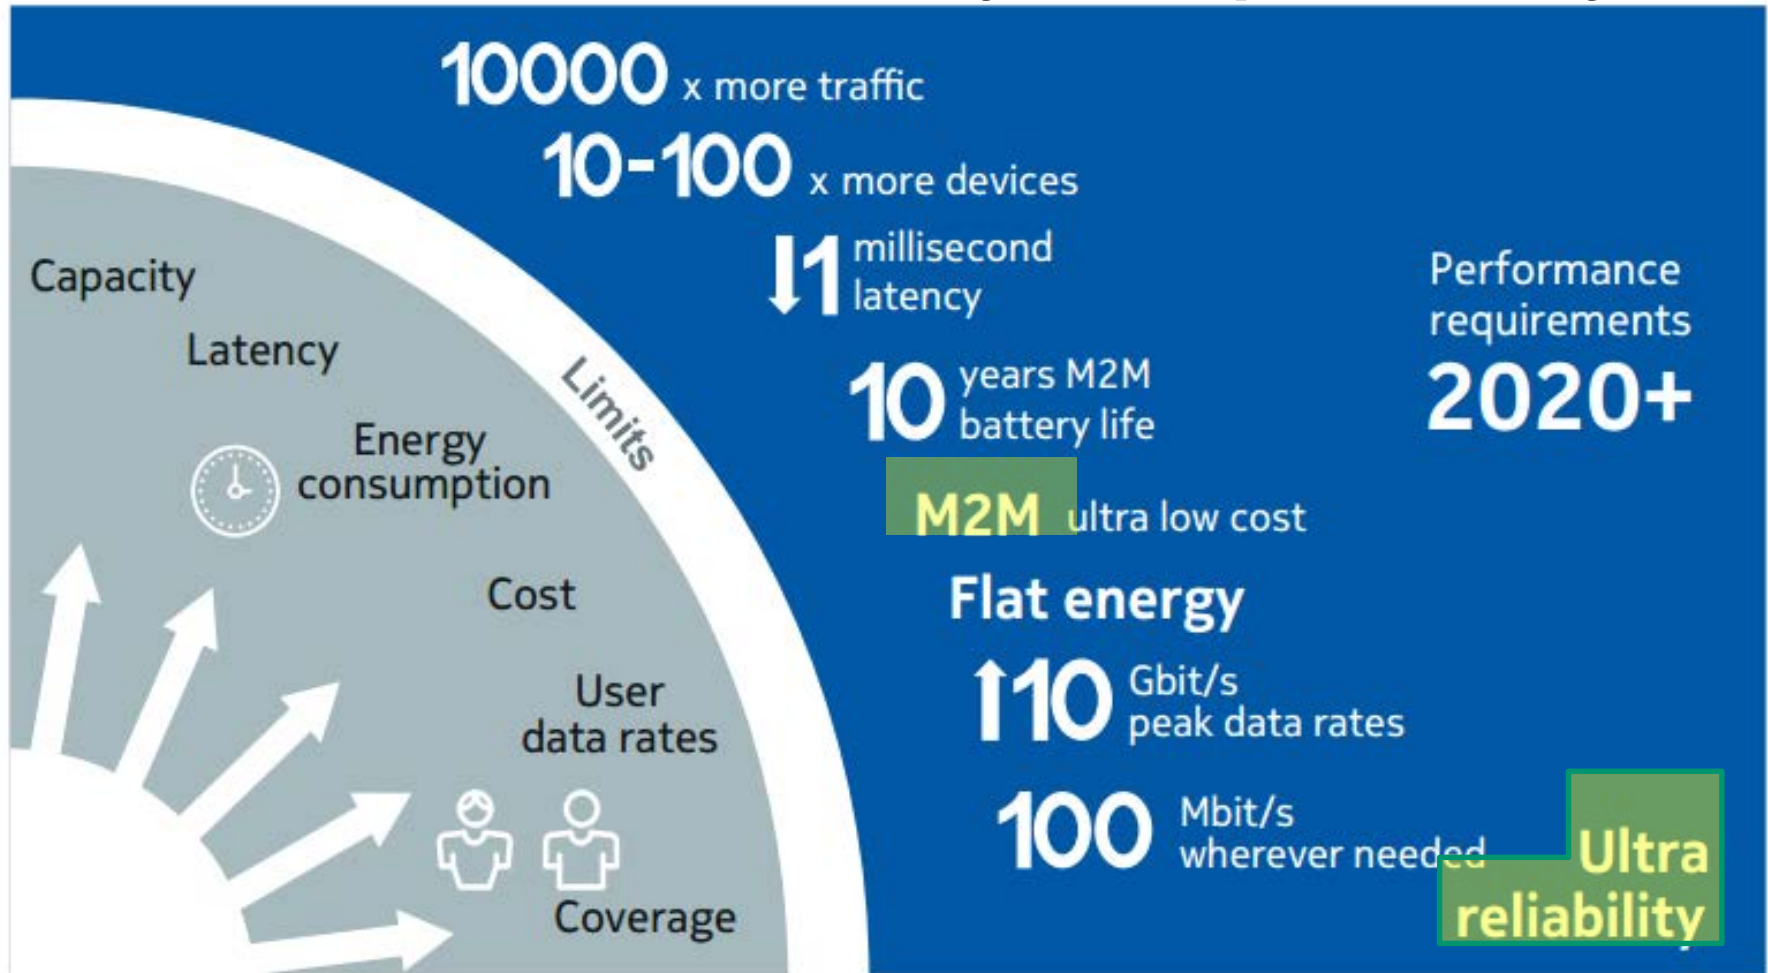 10000 x more traffic
10-100 x more devices
1 millisecond
latency
10 years M2M
battery life
M2M ultra low cost
Flat energy
10 Gbit/s
peak data rates
100 Mbit/s
wherever needed
Ultra
reliability
Performance
requirements
2020+
Limits
Capacity
Latency
Energy
consumption
Cost
User
data rates
Coverage